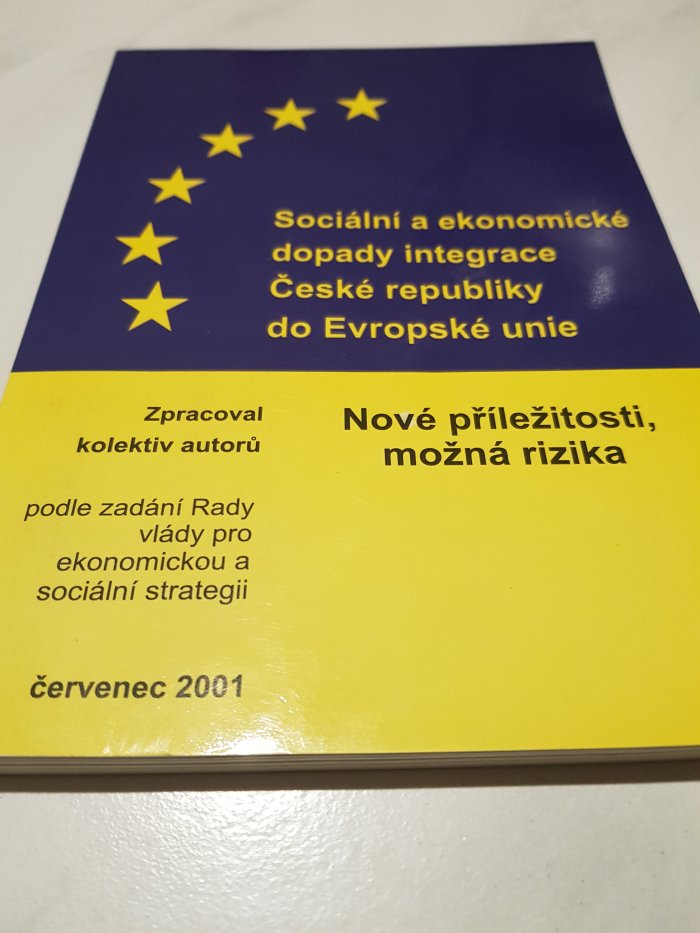 Sociální a ekonomické
dopady integrace
České republiky
do Evropské unie
Zpracoval
kolektiv autorů
podle zadání Rady
vlády pro
ekonomickou a
sociální strategii
červenec 2001
Nové příležitosti,
možná rizika